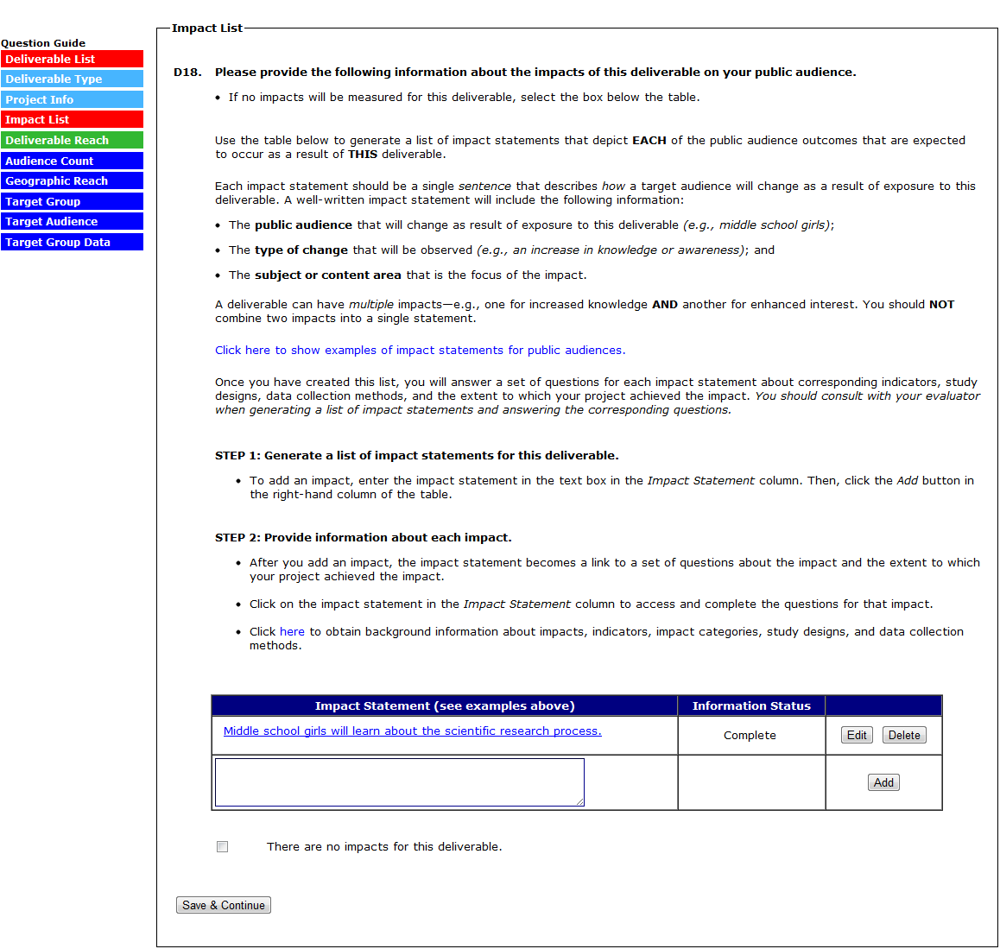 Impact List
Question Guide
Deliverable List
Deliverable Type
Project Info
Impact List
Deliverable Reach
Audience Count
Geographic Reach
Target Group
Target Audience
Target Group Data
D18. Please provide the following information about the impacts of this deliverable on your public audience.
• If no impacts will be measured for this deliverable, select the box below the table.
Use the table below to generate a list of impact statements that depict EACH of the public audience outcomes that are expected
to occur as a result of THIS deliverable.
Each impact statement should be a single sentence that describes how a target audience will change as a result of exposure to this
deliverable. A well-written impact statement will include the following information:
• The public audience that will change as result of exposure to this deliverable (e.g., middle school girls);
• The type of change that will be observed (e.g., an increase in knowledge or awareness); and
• The subject or content area that is the focus of the impact.
A deliverable can have multiple impacts—e.g., one for increased knowledge AND another for enhanced interest. You should NOT
combine two impacts into a single statement.
Click here to show examples of impact statements for public audiences.
Once you have created this list, you will answer a set of questions for each impact statement about corresponding indicators, study
designs, data collection methods, and the extent to which your project achieved the impact. You should consult with your evaluator
when generating a list of impact statements and answering the corresponding questions.
STEP 1: Generate a list of impact statements for this deliverable.
• To add an impact, enter the impact statement in the text box in the Impact Statement column. Then, click the Add button in
the right-hand column of the table.
STEP 2: Provide information about each impact.
• After you add an impact, the impact statement becomes a link to a set of questions about the impact and the extent to which
your project achieved the impact.
• Click on the impact statement in the Impact Statement column to access and complete the questions for that impact.
• Click here to obtain background information about impacts, indicators, impact categories, study designs, and data collection
methods.
Impact Statement (see examples above) Information Status
Middle school girls will learn about the scientific research process. Complete Edit Delete
Add
There are no impacts for this deliverable.
Save & Continue